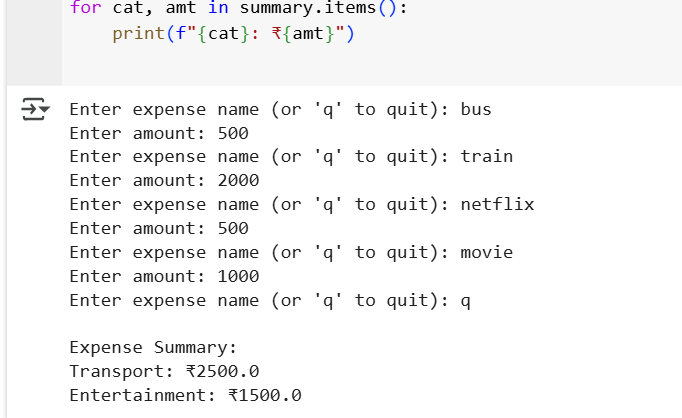 for cat, amt in summary.items():
    print(f"{cat}: ₹{amt}")
Enter expense name (or 'q' to quit): bus
Enter amount: 500
Enter expense name (or 'q' to quit): train
Enter amount: 2000
Enter expense name (or 'q' to quit): netflix
Enter amount: 500
Enter expense name (or 'q' to quit): movie
Enter amount: 1000
Enter expense name (or 'q' to quit): q

Expense Summary:
Transport: ₹2500.0
Entertainment: ₹1500.0